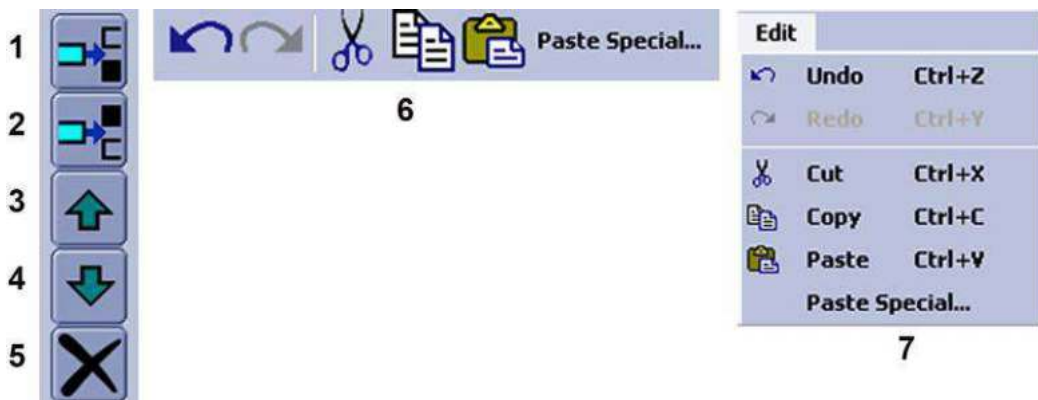 1
2
3
4
5
Paste Special...
6
Edit
Undo Ctrl+Z
Redo Ctrl+Y
Cut Ctrl+X
Copy Ctrl+C
Paste Ctrl+V
Paste Special...
7